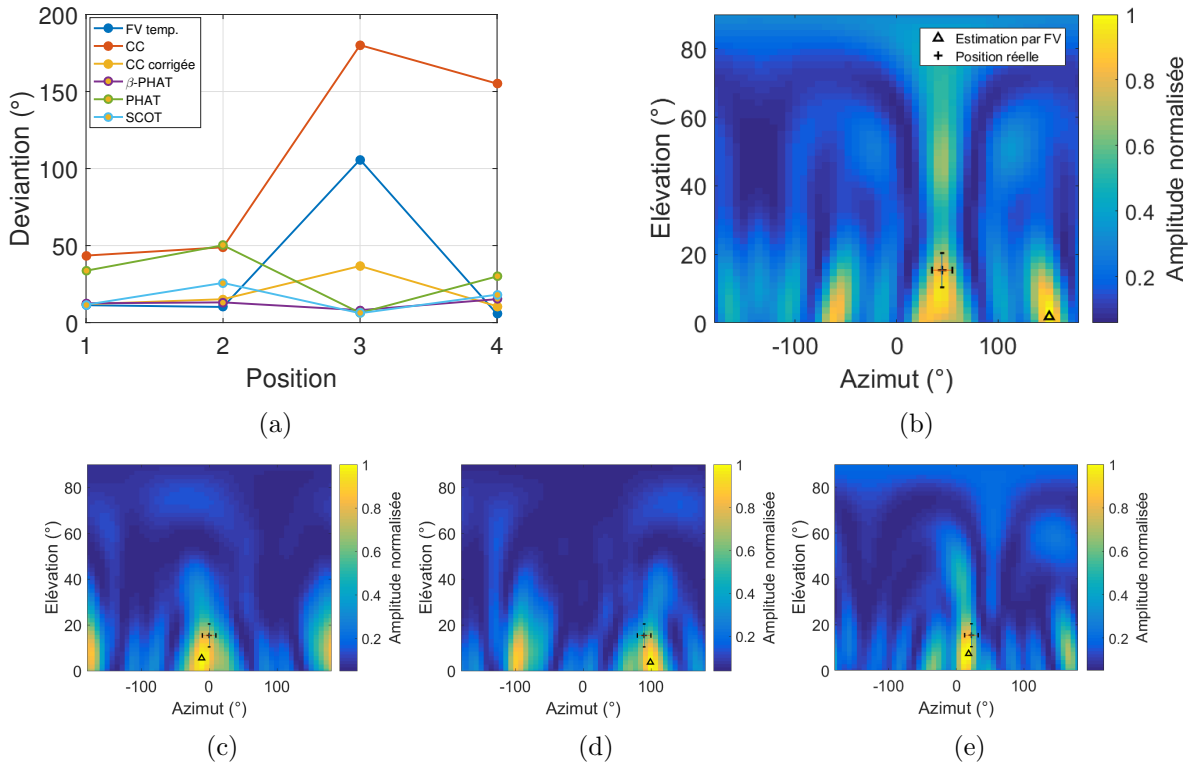 200
150
100
50
0
Deviantion (°)
FV temp.
CC
CC corrigée
β-PHAT
PHAT
SCOT
1 2 3 4
Position
(a)
80
60
40
20
0
Elévation (°)
Estimation par FV
Position réelle
-100 0 100
Azimut (°)
1
0.8
0.6
0.4
0.2
Amplitude normalisée
(b)
80
60
40
20
0
Elévation (°)
-100 0 100
Azimut (°)
1
0.8
0.6
0.4
0.2
Amplitude normalisée
(c)
80
60
40
20
0
Elévation (°)
-100 0 100
Azimut (°)
1
0.8
0.6
0.4
0.2
Amplitude normalisée
(d)
80
60
40
20
0
Elévation (°)
-100 0 100
Azimut (°)
1
0.8
0.6
0.4
0.2
Amplitude normalisée
(e)